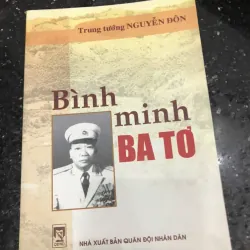 Trung tướng NGUYỄN ĐÔN
Bình
minh
BA TƠ
NHÀ XUẤT BẢN QUÂN ĐỘI NHÂN DÂN